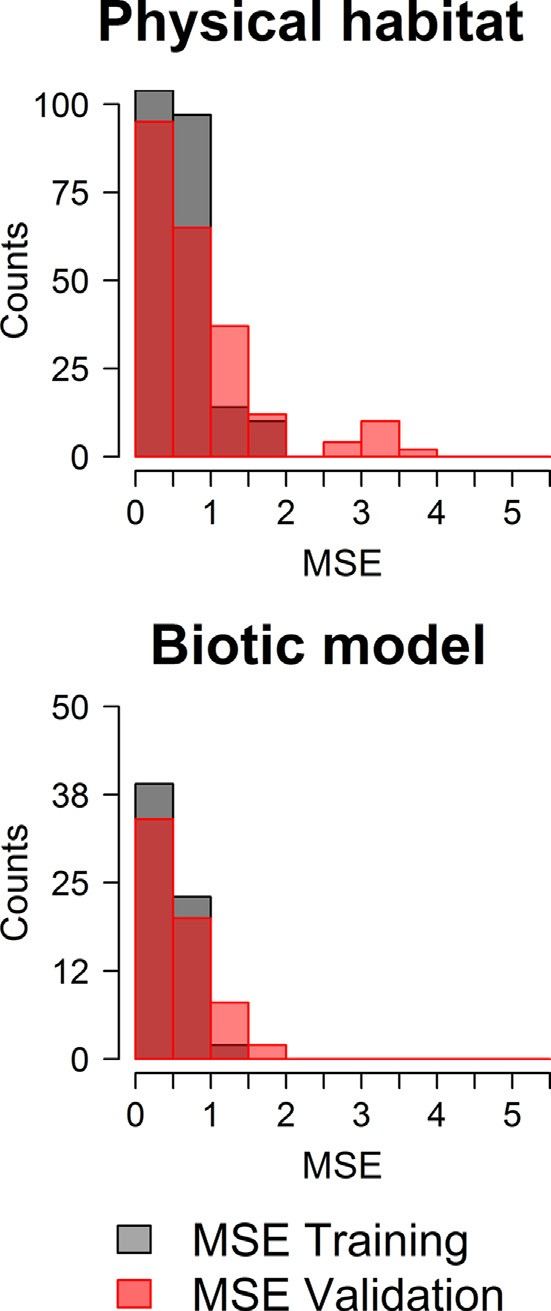 Physical habitat
100
75
50
25
0
Counts
0 1 2 3 4 5
MSE
Biotic model
50
38
25
12
0
Counts
0 1 2 3 4 5
MSE
MSE Training
MSE Validation